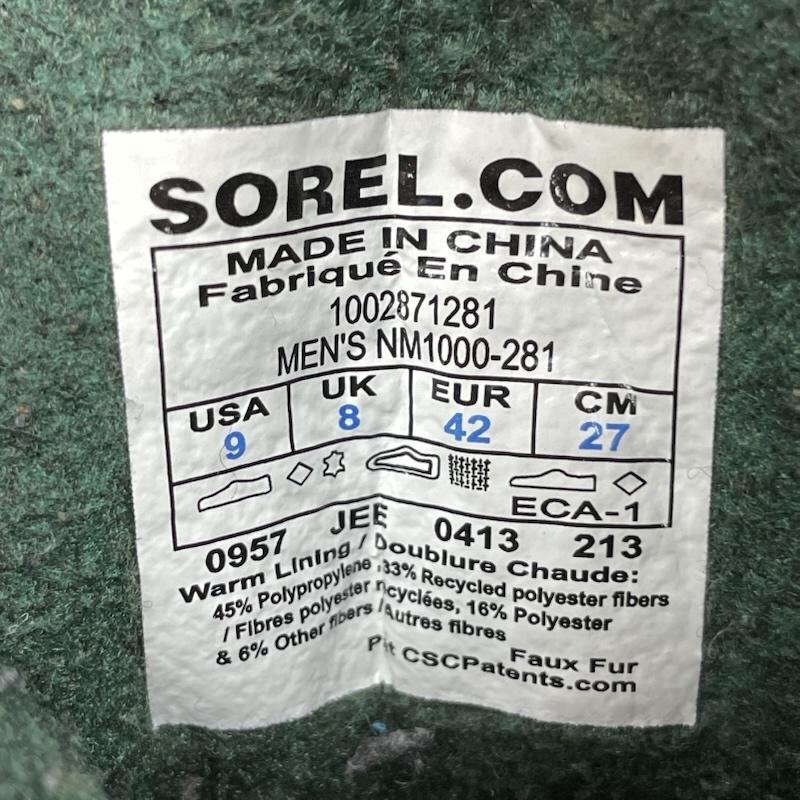 SOREL.COM
MADE IN CHINA
Fabriqué En Chine
1002871281
MEN'S NM1000-281
USA UK EUR CM
9 8 42 27
ECA-1
0957 JEE 0413 213
Warm Lining / Doublure Chaude:
45% Polypropylene ,33% Recycled polyester fibers
/ Fibres polyester rcyclées, 16% Polyester
& 6% Other fibers /Autres fibres
Faux Fur
CSCPatents.com